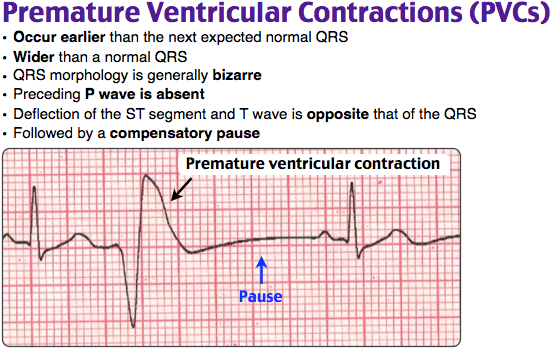 Premature Ventricular Contractions (PVCs)
• Occur earlier than the next expected normal QRS
• Wider than a normal QRS
• QRS morphology is generally bizarre
• Preceding P wave is absent
• Deflection of the ST segment and T wave is opposite that of the QRS
• Followed by a compensatory pause
Premature ventricular contraction
Pause